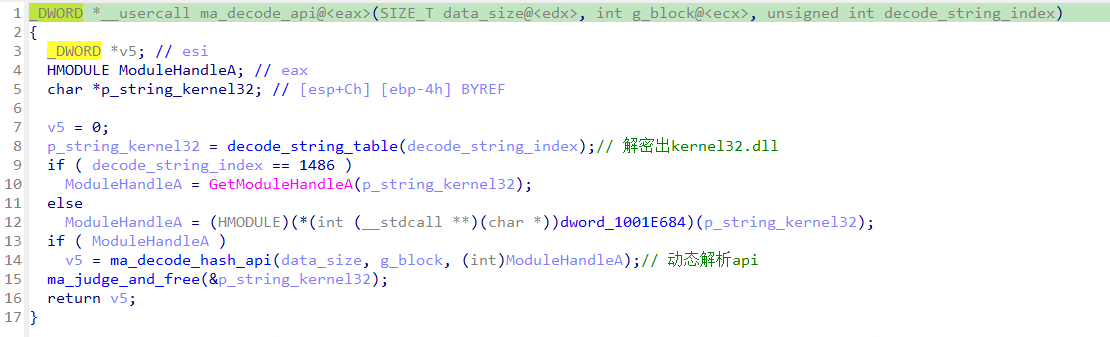 1 _DWORD *__usercall ma_decode_api@<eax>(SIZE_T data_size@<edx>, int g_block@<ecx>, unsigned int decode_string_index)
2 {
3   _DWORD *v5; // esi
4   HMODULE ModuleHandleA; // eax
5   char *p_string_kernel32; // [esp+Ch] [ebp-4h] BYREF
6
7   v5 = 0;
8   p_string_kernel32 = decode_string_table(decode_string_index);// 解密出kernel32.dll
9   if ( decode_string_index == 1486 )
10     ModuleHandleA = GetModuleHandleA(p_string_kernel32);
11   else
12     ModuleHandleA = (HMODULE)(*(int (__stdcall **)(char *))dword_1001E684)(p_string_kernel32);
13   if ( ModuleHandleA )
14     v5 = ma_decode_hash_api(data_size, g_block, (int)ModuleHandleA);// 动态解析api
15   ma_judge_and_free(&p_string_kernel32);
16   return v5;
17 }